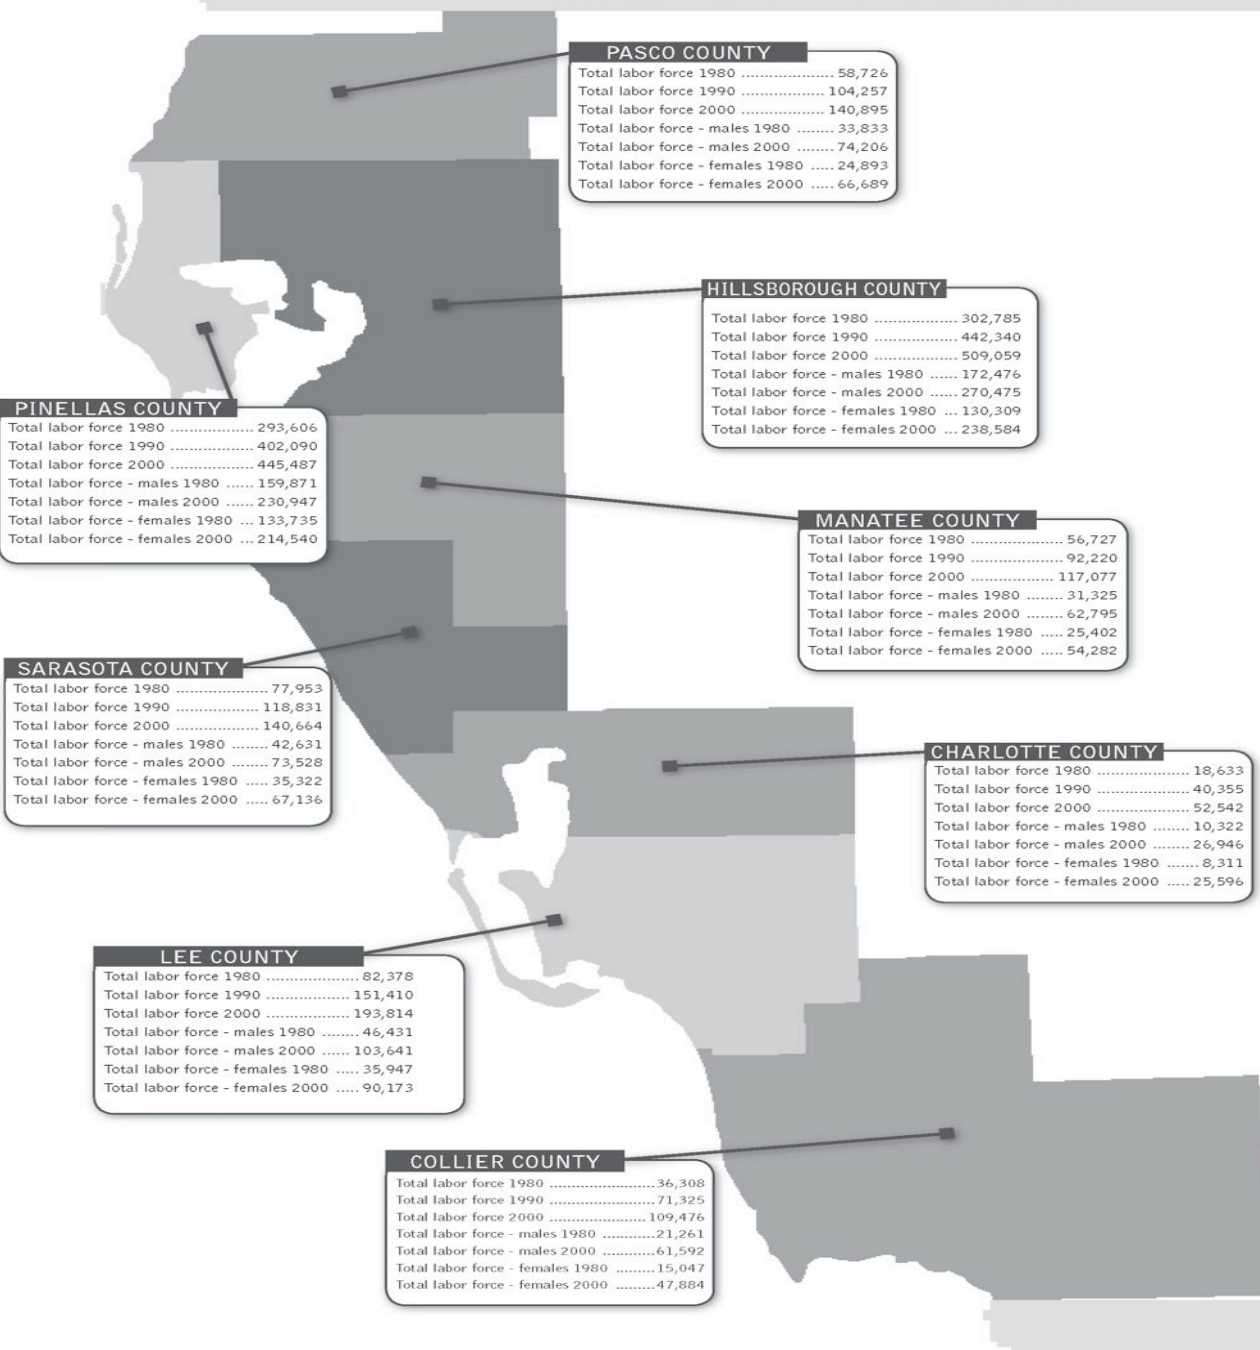 PASCO COUNTY
Total labor force 1980 .................. 58,726
Total labor force 1990 ................ 104,257
Total labor force 2000 ................ 140,895
Total labor force - males 1980 ........ 33,833
Total labor force - males 2000 ....... 74,206
Total labor force - females 1980 .... 24,893
Total labor force - females 2000 ..... 66,689
HILLSBOROUGH COUNTY
Total labor force 1980 ................. 302,785
Total labor force 1990 ................. 442,340
Total labor force 2000 ................. 509,059
Total labor force - males 1980 ...... 172,476
Total labor force - males 2000 ...... 270,475
Total labor force - females 1980 ... 130,309
Total labor force - females 2000 ... 238,584
PINELLAS COUNTY
Total labor force 1980 ................. 293,606
Total labor force 1990 ................. 402,090
Total labor force 2000 ................. 445,487
Total labor force - males 1980 ...... 159,871
Total labor force - males 2000 ...... 230,947
Total labor force - females 1980 ... 133,735
Total labor force - females 2000 ... 214,540
MANATEE COUNTY
Total labor force 1980 ................... 56,727
Total labor force 1990 ................... 92,220
Total labor force 2000 ................. 117,077
Total labor force - males 1980 ........ 31,325
Total labor force - males 2000 ........ 62,795
Total labor force - females 1980 ..... 25,402
Total labor force - females 2000 ..... 54,282
SARASOTA COUNTY
Total labor force 1980 ................... 77,953
Total labor force 1990 ................. 118,831
Total labor force 2000 ................. 140,664
Total labor force - males 1980 ........ 42,631
Total labor force - males 2000 ........ 73,528
Total labor force - females 1980 ..... 35,322
Total labor force - females 2000 ..... 67,136
CHARLOTTE COUNTY
Total labor force 1980 ................... 18,633
Total labor force 1990 ................... 40,355
Total labor force 2000 ................... 52,542
Total labor force - males 1980 ........ 10,322
Total labor force - males 2000 ........ 26,946
Total labor force - females 1980 ....... 8,311
Total labor force - females 2000 ..... 25,596
LEE COUNTY
Total labor force 1980 ................... 82,378
Total labor force 1990 ................. 151,410
Total labor force 2000 ................. 193,814
Total labor force - males 1980 ........ 46,431
Total labor force - males 2000 ...... 103,641
Total labor force - females 1980 ..... 35,947
Total labor force - females 2000 ..... 90,173
COLLIER COUNTY
Total labor force 1980 .......................36,308
Total labor force 1990 .......................71,325
Total labor force 2000 .....................109,476
Total labor force - males 1980 ...........21,261
Total labor force - males 2000 ...........61,592
Total labor force - females 1980 .........15,047
Total labor force - females 2000 .........47,884